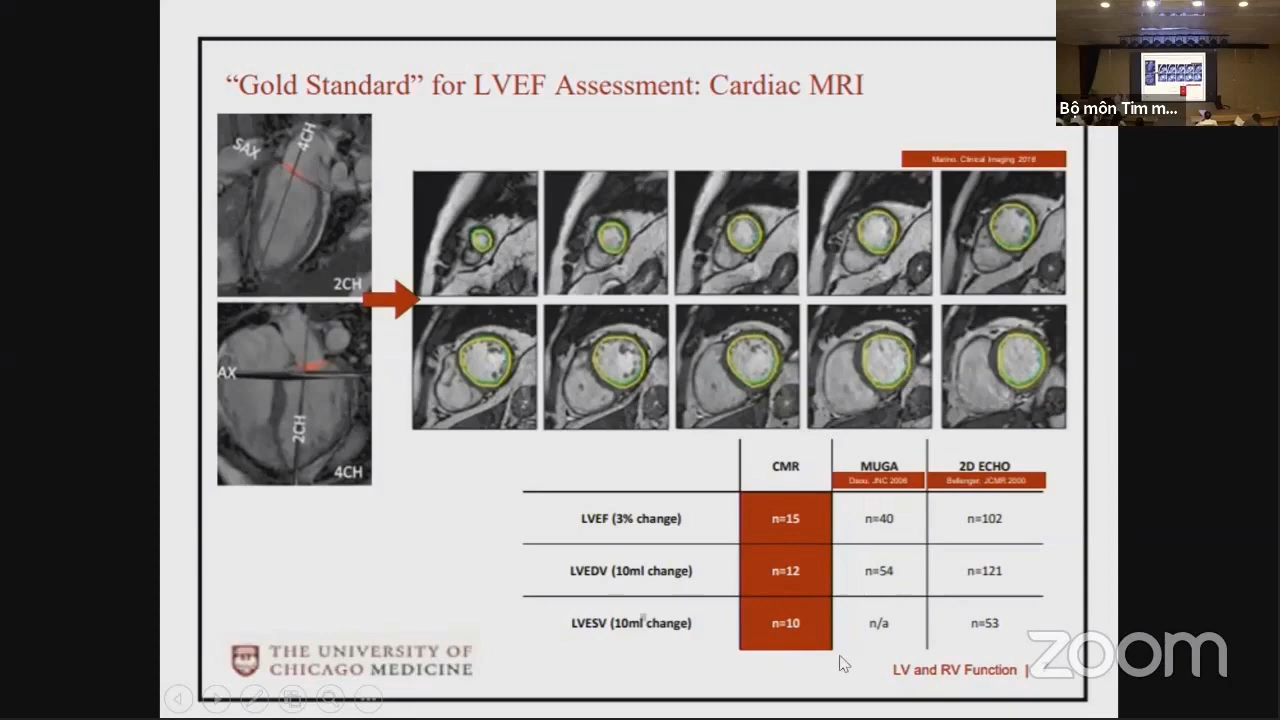 “Gold Standard” for LVEF Assessment: Cardiac MRI
Bộ môn Tim m...
SAX
4CH
2CH
Marino. Clinical Imaging 2016
AX
2CH
4CH
CMR
MUGA
2D ECHO
Daou. JNC 2006
Bellenger. JCMR 2000
LVEF (3% change)
n=15
n=40
n=102
LVEDV (10ml change)
n=12
n=54
n=121
LVESV (10ml change)
n=10
n/a
n=53
THE UNIVERSITY OF
CHICAGO MEDICINE
LV and RV Function |
zoom